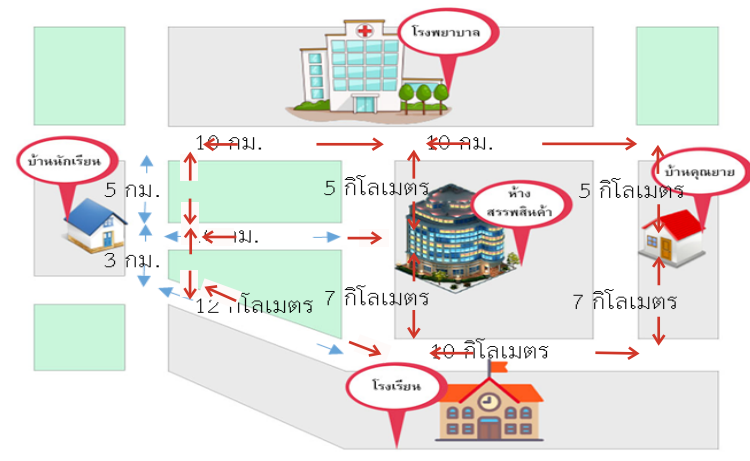 โรงพยาบาล
10 กม.
10 กม.
บ้านนักเรียน
บ้านคุณยาย
5 กม.
5 กิโลเมตร
ห้าง
สรรพสินค้า
5 กิโลเมตร
กม.
3 กม.
12 กิโลเมตร
7 กิโลเมตร
7 กิโลเมตร
10 กิโลเมตร
โรงเรียน